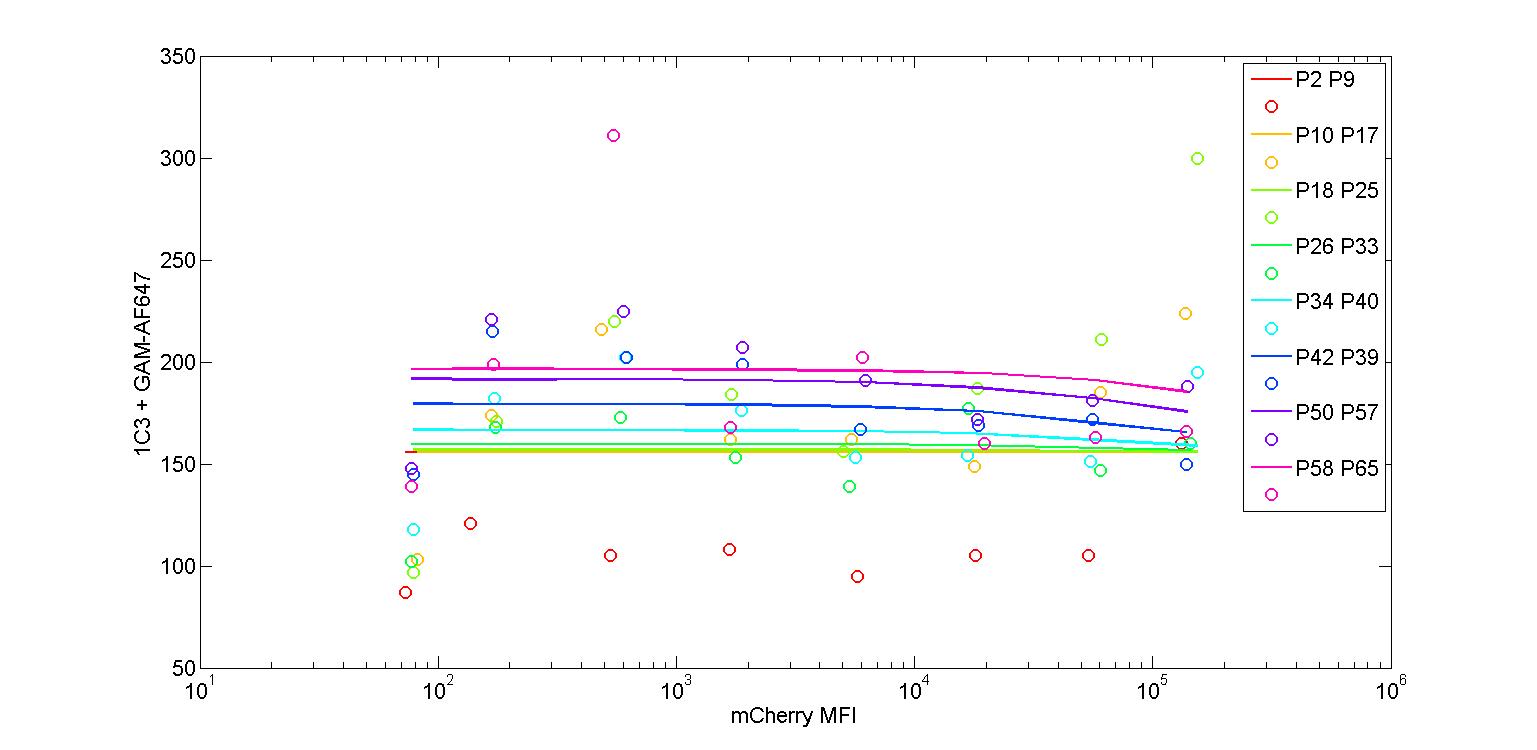 350
300
250
200
150
100
50
1C3 + GAM-AF647
10^1
10^2
10^3
10^4
10^5
10^6
mCherry MFI
P2 P9
P10 P17
P18 P25
P26 P33
P34 P40
P42 P39
P50 P57
P58 P65